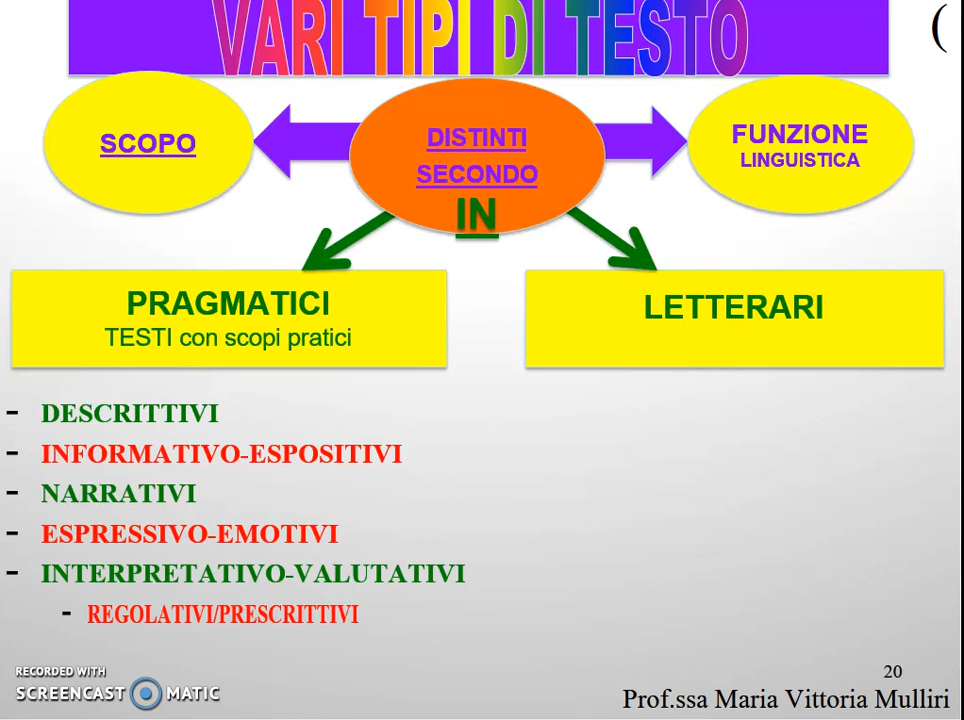 VARI TIPI DI TESTO
(
SCOPO
DISTINTI
SECONDO
IN
FUNZIONE
LINGUISTICA
PRAGMATICI
TESTI con scopi pratici
LETTERARI
- DESCRITTIVI
- INFORMATIVO-ESPOSITIVI
- NARRATIVI
- ESPRESSIVO-EMOTIVI
- INTERPRETATIVO-VALUTATIVI
- REGOLATIVI/PRESCRITTIVI
RECORDED WITH
SCREENCAST MATIC
20
Prof.ssa Maria Vittoria Mulliri